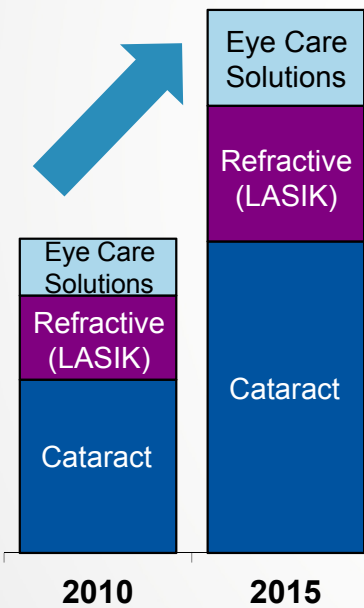 Eye Care
Solutions
Refractive
(LASIK)
Cataract
Eye Care
Solutions
Refractive
(LASIK)
Cataract
2010
2015